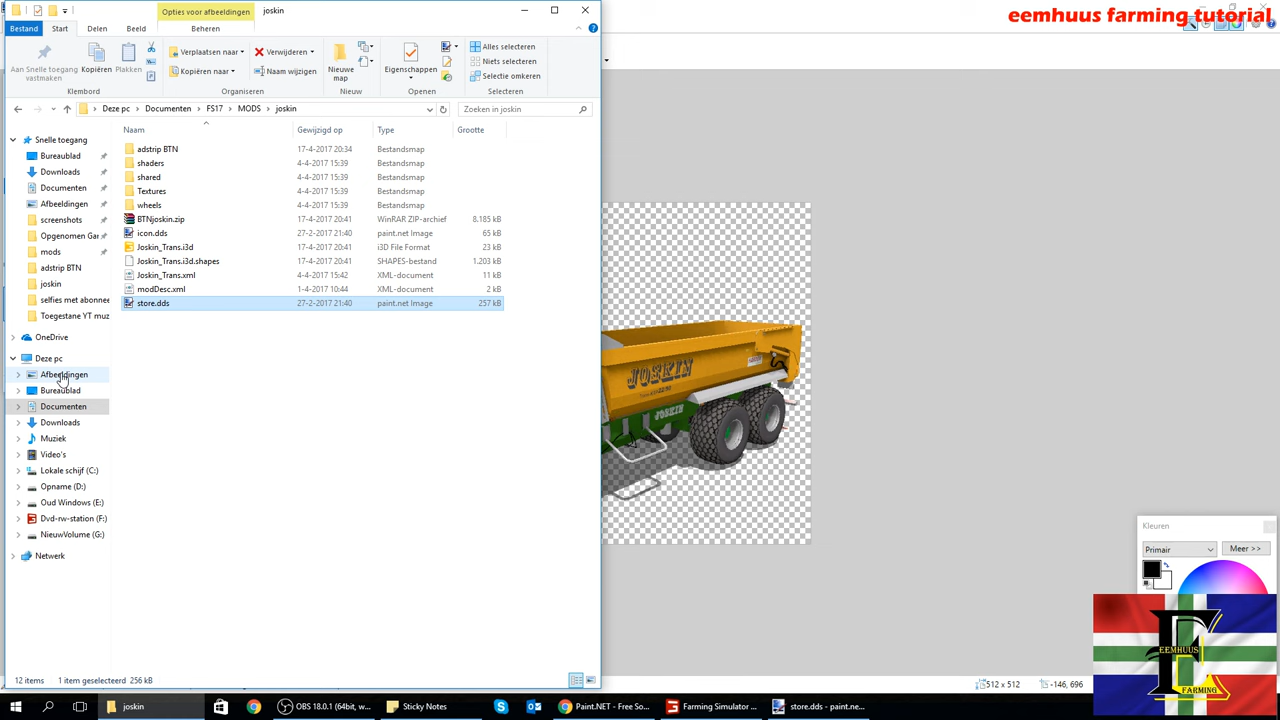 Opties voor afbeeldingen
joskin
eemhuus farming tutorial
Bestand
Start
Delen
Beeld
Beheren
Aan Snelle toegang vastmaken
Kopiëren
Plakken
Verplaatsen naar
Kopiëren naar
Verwijderen
Naam wijzigen
Nieuwe map
Eigenschappen
Alles selecteren
Niets selecteren
Selectie omkeren
Klembord
Organiseren
Nieuw
Openen
Selecteren
Deze pc > Documenten > FS17 > MODS > joskin
Zoeken in joskin
Naam
Gewijzigd op
Type
Grootte
adstrip BTN 17-4-2017 20:34 Bestandsmap
shaders 4-4-2017 15:39 Bestandsmap
shared 4-4-2017 15:39 Bestandsmap
Textures 4-4-2017 15:39 Bestandsmap
wheels 4-4-2017 15:39 Bestandsmap
BTNjoskin.zip 17-4-2017 20:41 WinRAR ZIP-archief 8.185 kB
icon.dds 27-2-2017 21:40 paint.net Image 65 kB
Joskin_Trans.i3d 17-4-2017 20:41 i3D File Format 23 kB
Joskin_Trans.i3d.shapes 17-4-2017 20:41 SHAPES-bestand 1.203 kB
Joskin_Trans.xml 4-4-2017 15:42 XML-document 11 kB
modDesc.xml 1-4-2017 10:44 XML-document 2 kB
store.dds 27-2-2017 21:40 paint.net Image 257 kB
Snelle toegang
Bureaublad
Downloads
Documenten
Afbeeldingen
screenshots
Opgenomen Gar
mods
adstrip BTN
joskin
selfies met abonnee
Toegestane YT muz
OneDrive
Deze pc
Afbeeldingen
Bureaublad
Documenten
Downloads
Muziek
Video's
Lokale schijf (C:)
Opname (D:)
Oud Windows (E:)
Dvd-rw-station (F:)
NieuwVolume (G:)
Netwerk
JOSKIN
JOSKIN
Kleuren
Primair
Meer >>
12 items
1 item geselecteerd 256 kB
512 x 512
-146, 696
EEMHUUS
FARMING
joskin
OBS 18.0.1 (64bit, w...
Sticky Notes
Paint.NET - Free So...
Farming Simulator ...
store.dds - paint.ne...